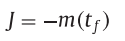 J = −m(t_f)